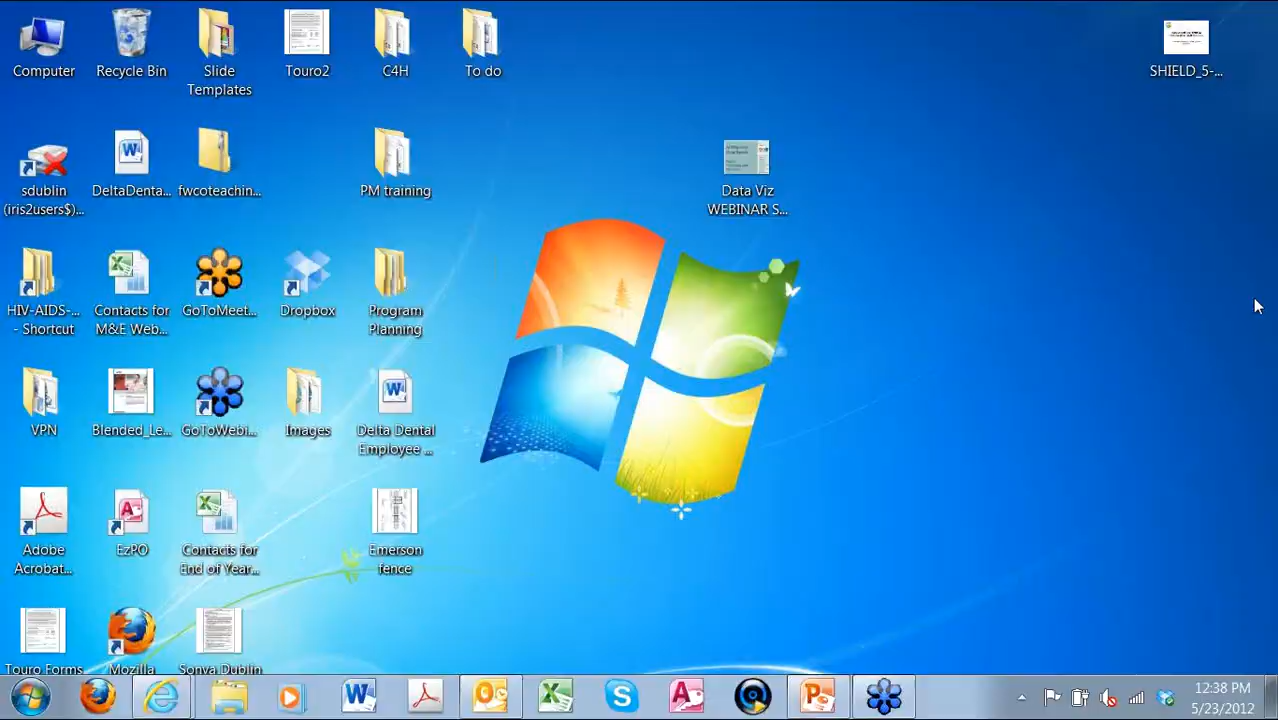 Computer
Recycle Bin
Slide
Templates
Touro2
C4H
To do
SHIELD_5-...
sdublin
(iris2users$)...
DeltaDenta...
fwcoteachin...
PM training
Data Viz
WEBINAR S...
HIV-AIDS-...
- Shortcut
Contacts for
M&E Web...
GoToMeet...
Dropbox
Program
Planning
VPN
Blended_Le...
GoToWebi...
Images
Delta Dental
Employee ...
Adobe
Acrobat...
EzPO
Contacts for
End of Year...
Emerson
fence
Touro Forms
Mozilla
Sonya Dublin
12:38 PM
5/23/2012